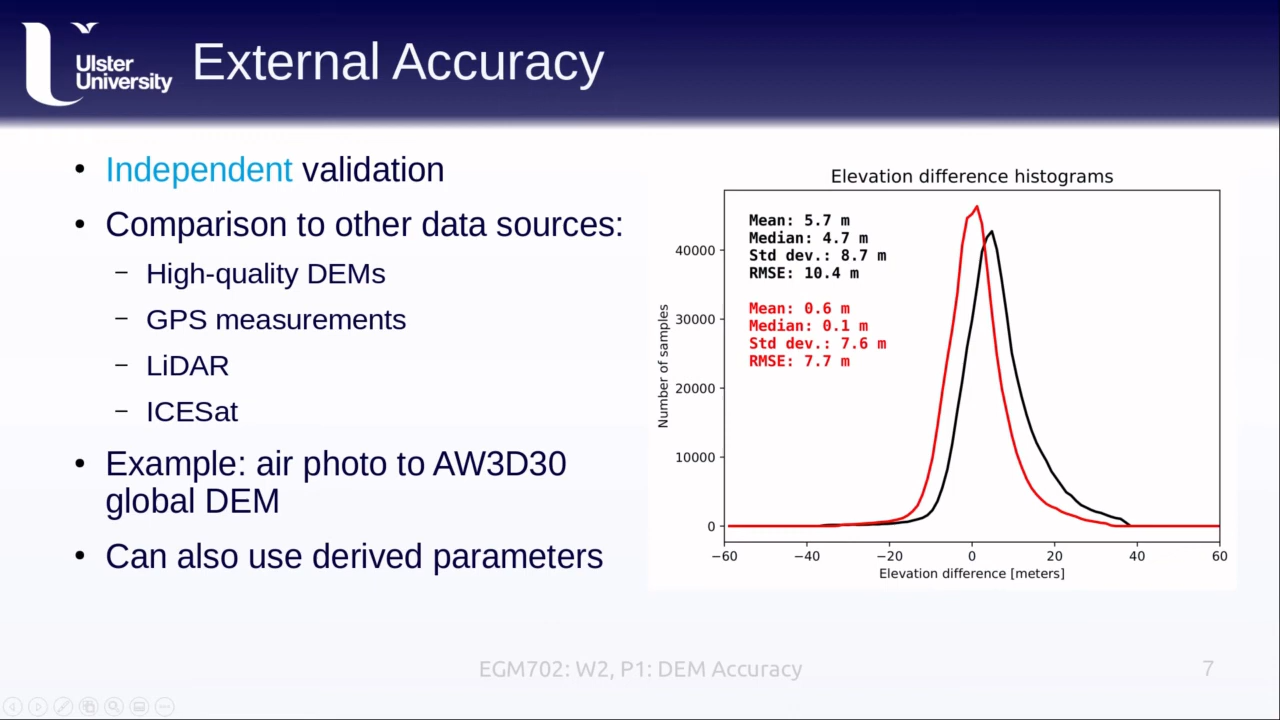 Ulster
University
External Accuracy
• Independent validation
• Comparison to other data sources:
– High-quality DEMs
– GPS measurements
– LiDAR
– ICESat
• Example: air photo to AW3D30
global DEM
• Can also use derived parameters
Elevation difference histograms
Mean: 5.7 m
Median: 4.7 m
Std dev.: 8.7 m
RMSE: 10.4 m
Mean: 0.6 m
Median: 0.1 m
Std dev.: 7.6 m
RMSE: 7.7 m
Number of samples
40000
30000
20000
10000
0
−60 −40 −20 0 20 40 60
Elevation difference [meters]
EGM702: W2, P1: DEM Accuracy
7